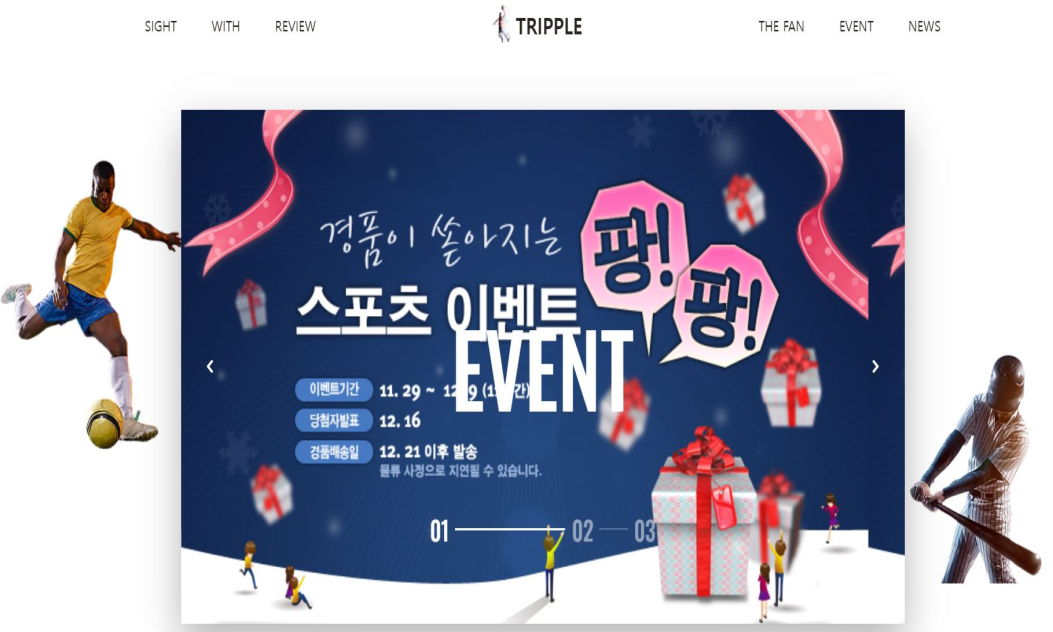 SIGHT WITH REVIEW TRIPPLE THE FAN EVENT NEWS
경품이 쏟아지는
팡!
팡!
스포츠 이벤트
EVENT
이벤트기간 11. 29 ~
당첨자발표 12. 16
경품배송일 12. 21 이후 발송
물류 사정으로 지연될 수 있습니다.
01 02 03